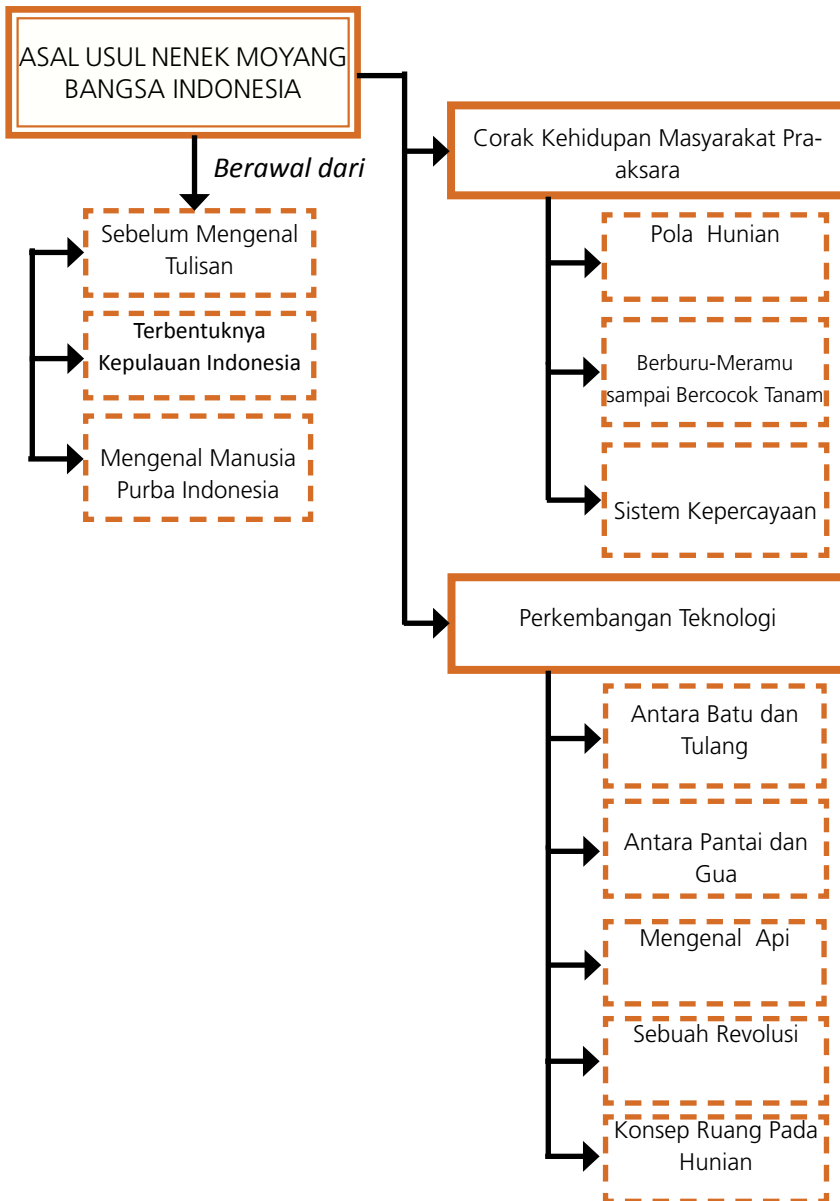 ASAL USUL NENEK MOYANG
BANGSA INDONESIA
Berawal dari
Sebelum Mengenal
Tulisan
Terbentuknya
Kepulauan Indonesia
Mengenal Manusia
Purba Indonesia
Corak Kehidupan Masyarakat Pra-
aksara
Pola Hunian
Berburu-Meramu
sampai Bercocok Tanam
Sistem Kepercayaan
Perkembangan Teknologi
Antara Batu dan
Tulang
Antara Pantai dan
Gua
Mengenal Api
Sebuah Revolusi
Konsep Ruang Pada
Hunian